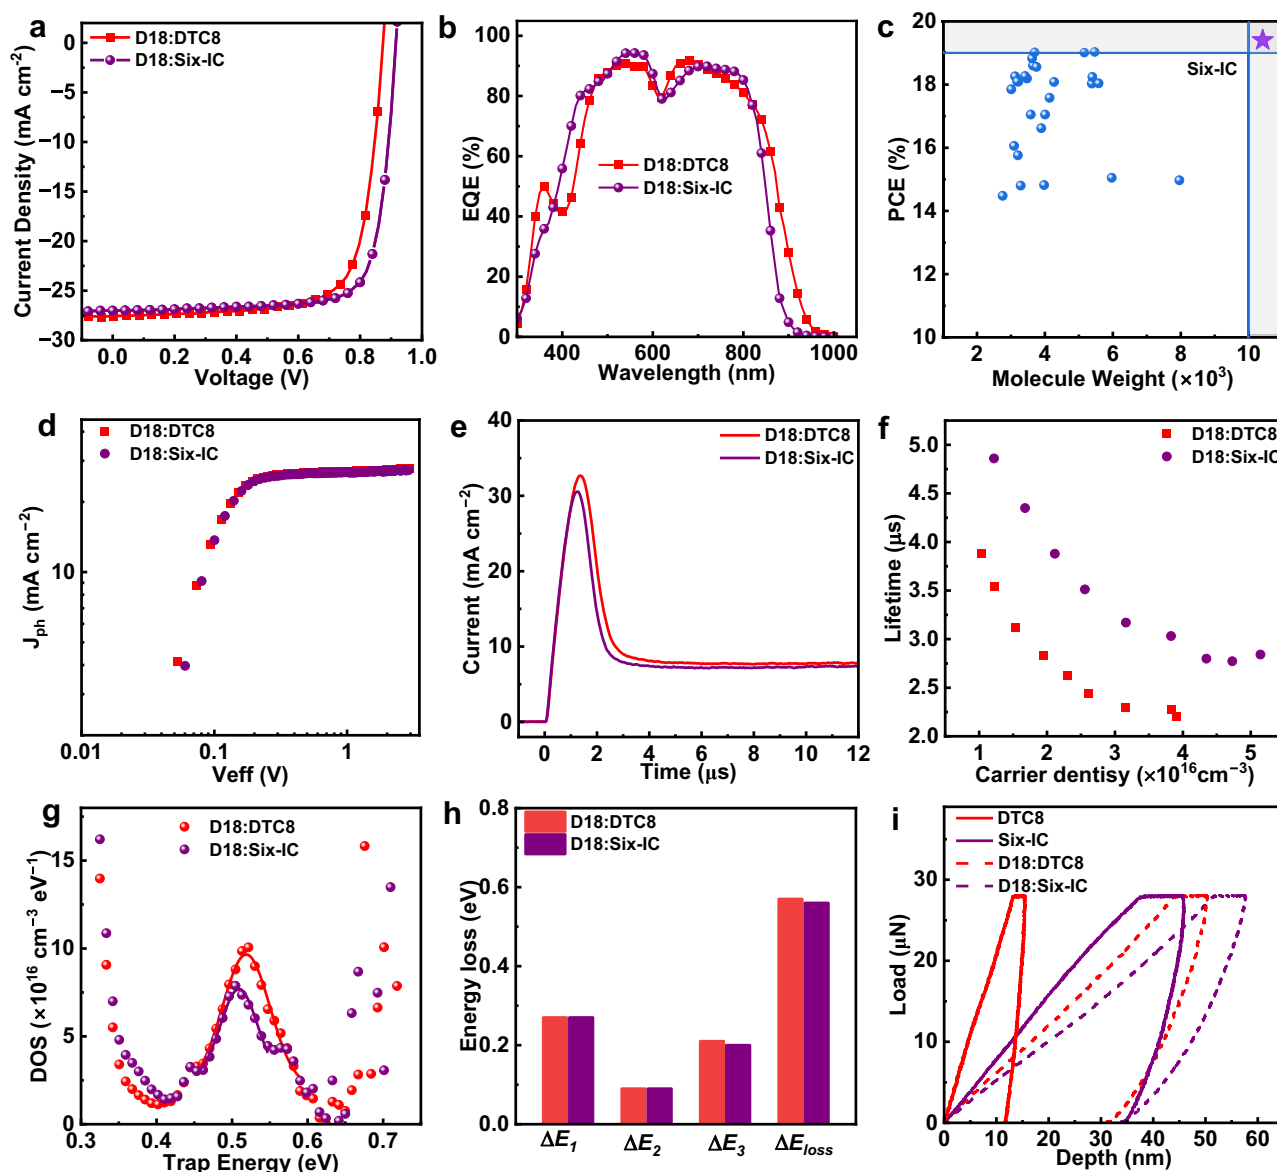 a
D18:DTC8
D18:Six-IC
0
−5
−10
−15
−20
−25
−30
Current Density (mA cm⁻²)
0.0 0.2 0.4 0.6 0.8 1.0
Voltage (V)
b
100
80
60
40
20
0
EQE (%)
D18:DTC8
D18:Six-IC
400 600 800 1000
Wavelength (nm)
c
20
18
16
14
12
10
PCE (%)
Six-IC
2 4 6 8 10
Molecule Weight (×10³)
d
D18:DTC8
D18:Six-IC
10
J_ph (mA cm⁻²)
0.01 0.1 1
Veff (V)
e
D18:DTC8
D18:Six-IC
40
30
20
10
0
Current (mA cm⁻²)
0 2 4 6 8 10 12
Time (μs)
f
D18:DTC8
D18:Six-IC
5.0
4.5
4.0
3.5
3.0
2.5
2.0
Lifetime (μs)
1 2 3 4 5
Carrier dentisy (×10¹⁶cm⁻³)
g
D18:DTC8
D18:Six-IC
15
10
5
0
DOS (×10¹⁶ cm⁻³ eV⁻¹)
0.3 0.4 0.5 0.6 0.7
Trap Energy (eV)
h
D18:DTC8
D18:Six-IC
0.8
0.6
0.4
0.2
0.0
Energy loss (eV)
ΔE₁ ΔE₂ ΔE₃ ΔE_loss
i
DTC8
Six-IC
D18:DTC8
D18:Six-IC
40
30
20
10
0
Load (μN)
0 10 20 30 40 50 60
Depth (nm)